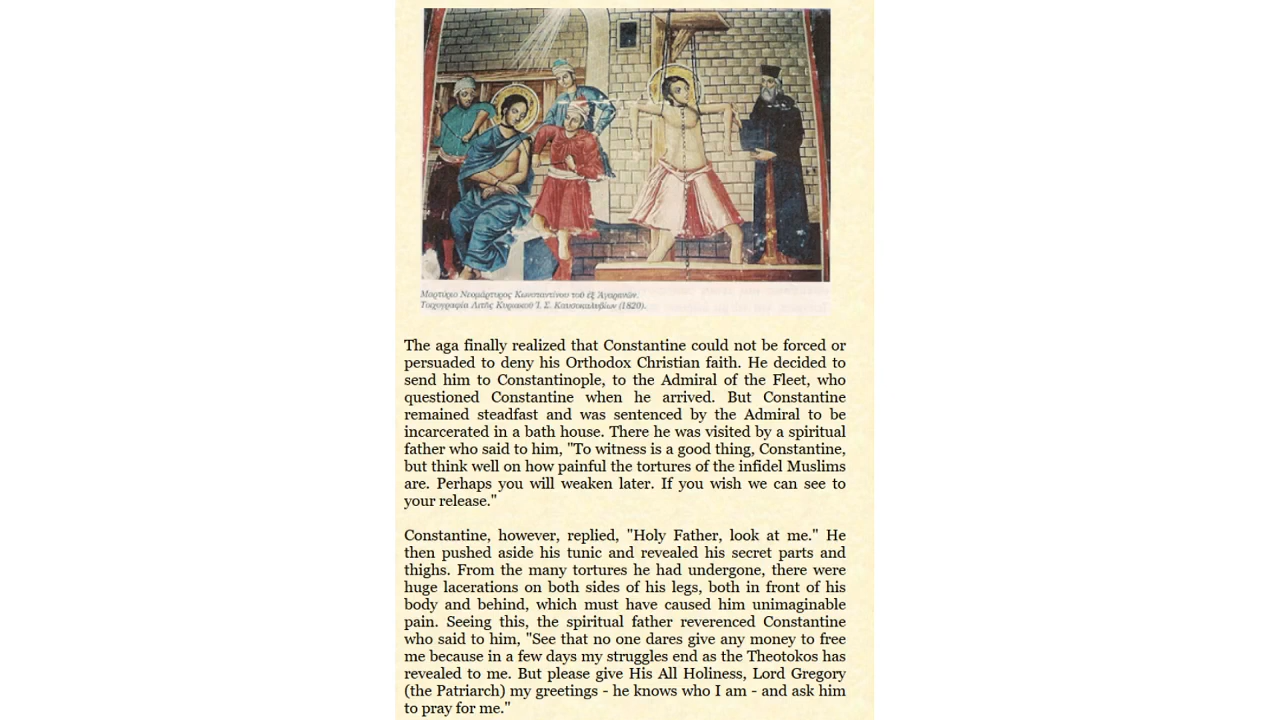 Μαρτύριο Νεομάρτυρος Κωνσταντίνου τοῦ ἐξ Ἀγαρηνῶν.
Τοιχογραφία Λιτῆς Κυριακοῦ Ἱ. Σ. Καυσοκαλυβίων (1820).
The aga finally realized that Constantine could not be forced or
persuaded to deny his Orthodox Christian faith. He decided to
send him to Constantinople, to the Admiral of the Fleet, who
questioned Constantine when he arrived. But Constantine
remained steadfast and was sentenced by the Admiral to be
incarcerated in a bath house. There he was visited by a spiritual
father who said to him, "To witness is a good thing, Constantine,
but think well on how painful the tortures of the infidel Muslims
are. Perhaps you will weaken later. If you wish we can see to
your release."
Constantine, however, replied, "Holy Father, look at me." He
then pushed aside his tunic and revealed his secret parts and
thighs. From the many tortures he had undergone, there were
huge lacerations on both sides of his legs, both in front of his
body and behind, which must have caused him unimaginable
pain. Seeing this, the spiritual father reverenced Constantine
who said to him, "See that no one dares give any money to free
me because in a few days my struggles end as the Theotokos has
revealed to me. But please give His All Holiness, Lord Gregory
(the Patriarch) my greetings - he knows who I am - and ask him
to pray for me."